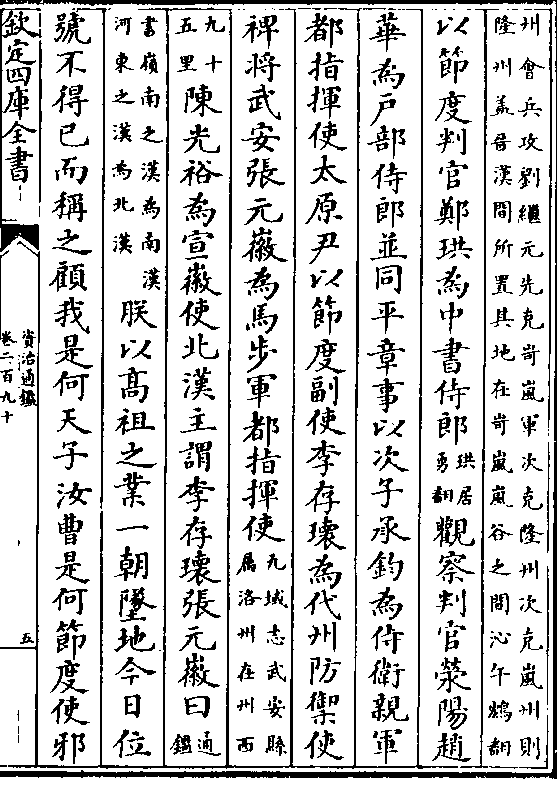 州會兵攻劉繼元先克岢嵐軍次克隆州次克嵐州則
隆州蓋晉漢間所置其地在岢嵐嵐谷之間沁午鴆翻
以節度判官鄭珙為中書侍郎
珙居
勇翻
觀察判官滎陽趙
華為戶部侍郎並同平章事以次子承鈞為侍衛親軍
都指揮使太原尹以節度副使李存瓌為代州防禦使
裨將武安張元徽為馬步軍都指揮使
九域志武安縣
屬洛州在州西
九十
五里
陳光裕為宣徽使北漢主謂李存瓌張元徽曰
通
鑑
書嶺南之漢為南漢
河東之漢為北漢
朕以高祖之業一朝墜地今日位
號不得已而稱之顧我是何天子汝曹是何節度使邪
欽定四庫全書
資治通鑑
卷二百九十
五